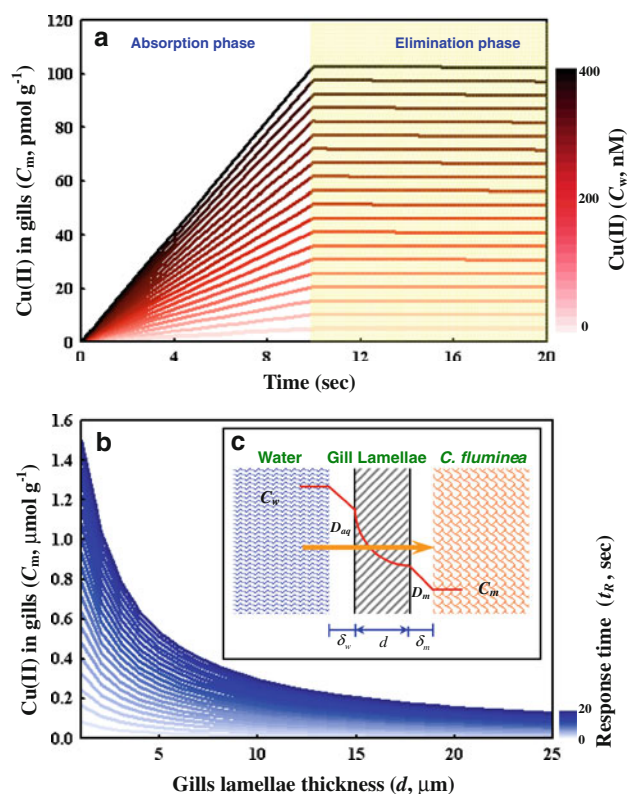 a
Absorption phase
Elimination phase
Cu(II) in gills (Cm, pmol g-1)
120
100
80
60
40
20
0
0
4
8
12
16
20
Time (sec)
400
200
0
Cu(II) (Cw, nM)
b
Cu(II) in gills (Cm, μmol g-1)
1.6
1.4
1.2
1.0
0.8
0.6
0.4
0.2
0.0
5
10
15
20
25
Gills lamellae thickness (d, μm)
c
Water
Gill Lamellae
C. fluminea
Cw
Daq
Dm
Cm
δw
d
δm
20
0
Response time (tR, sec)